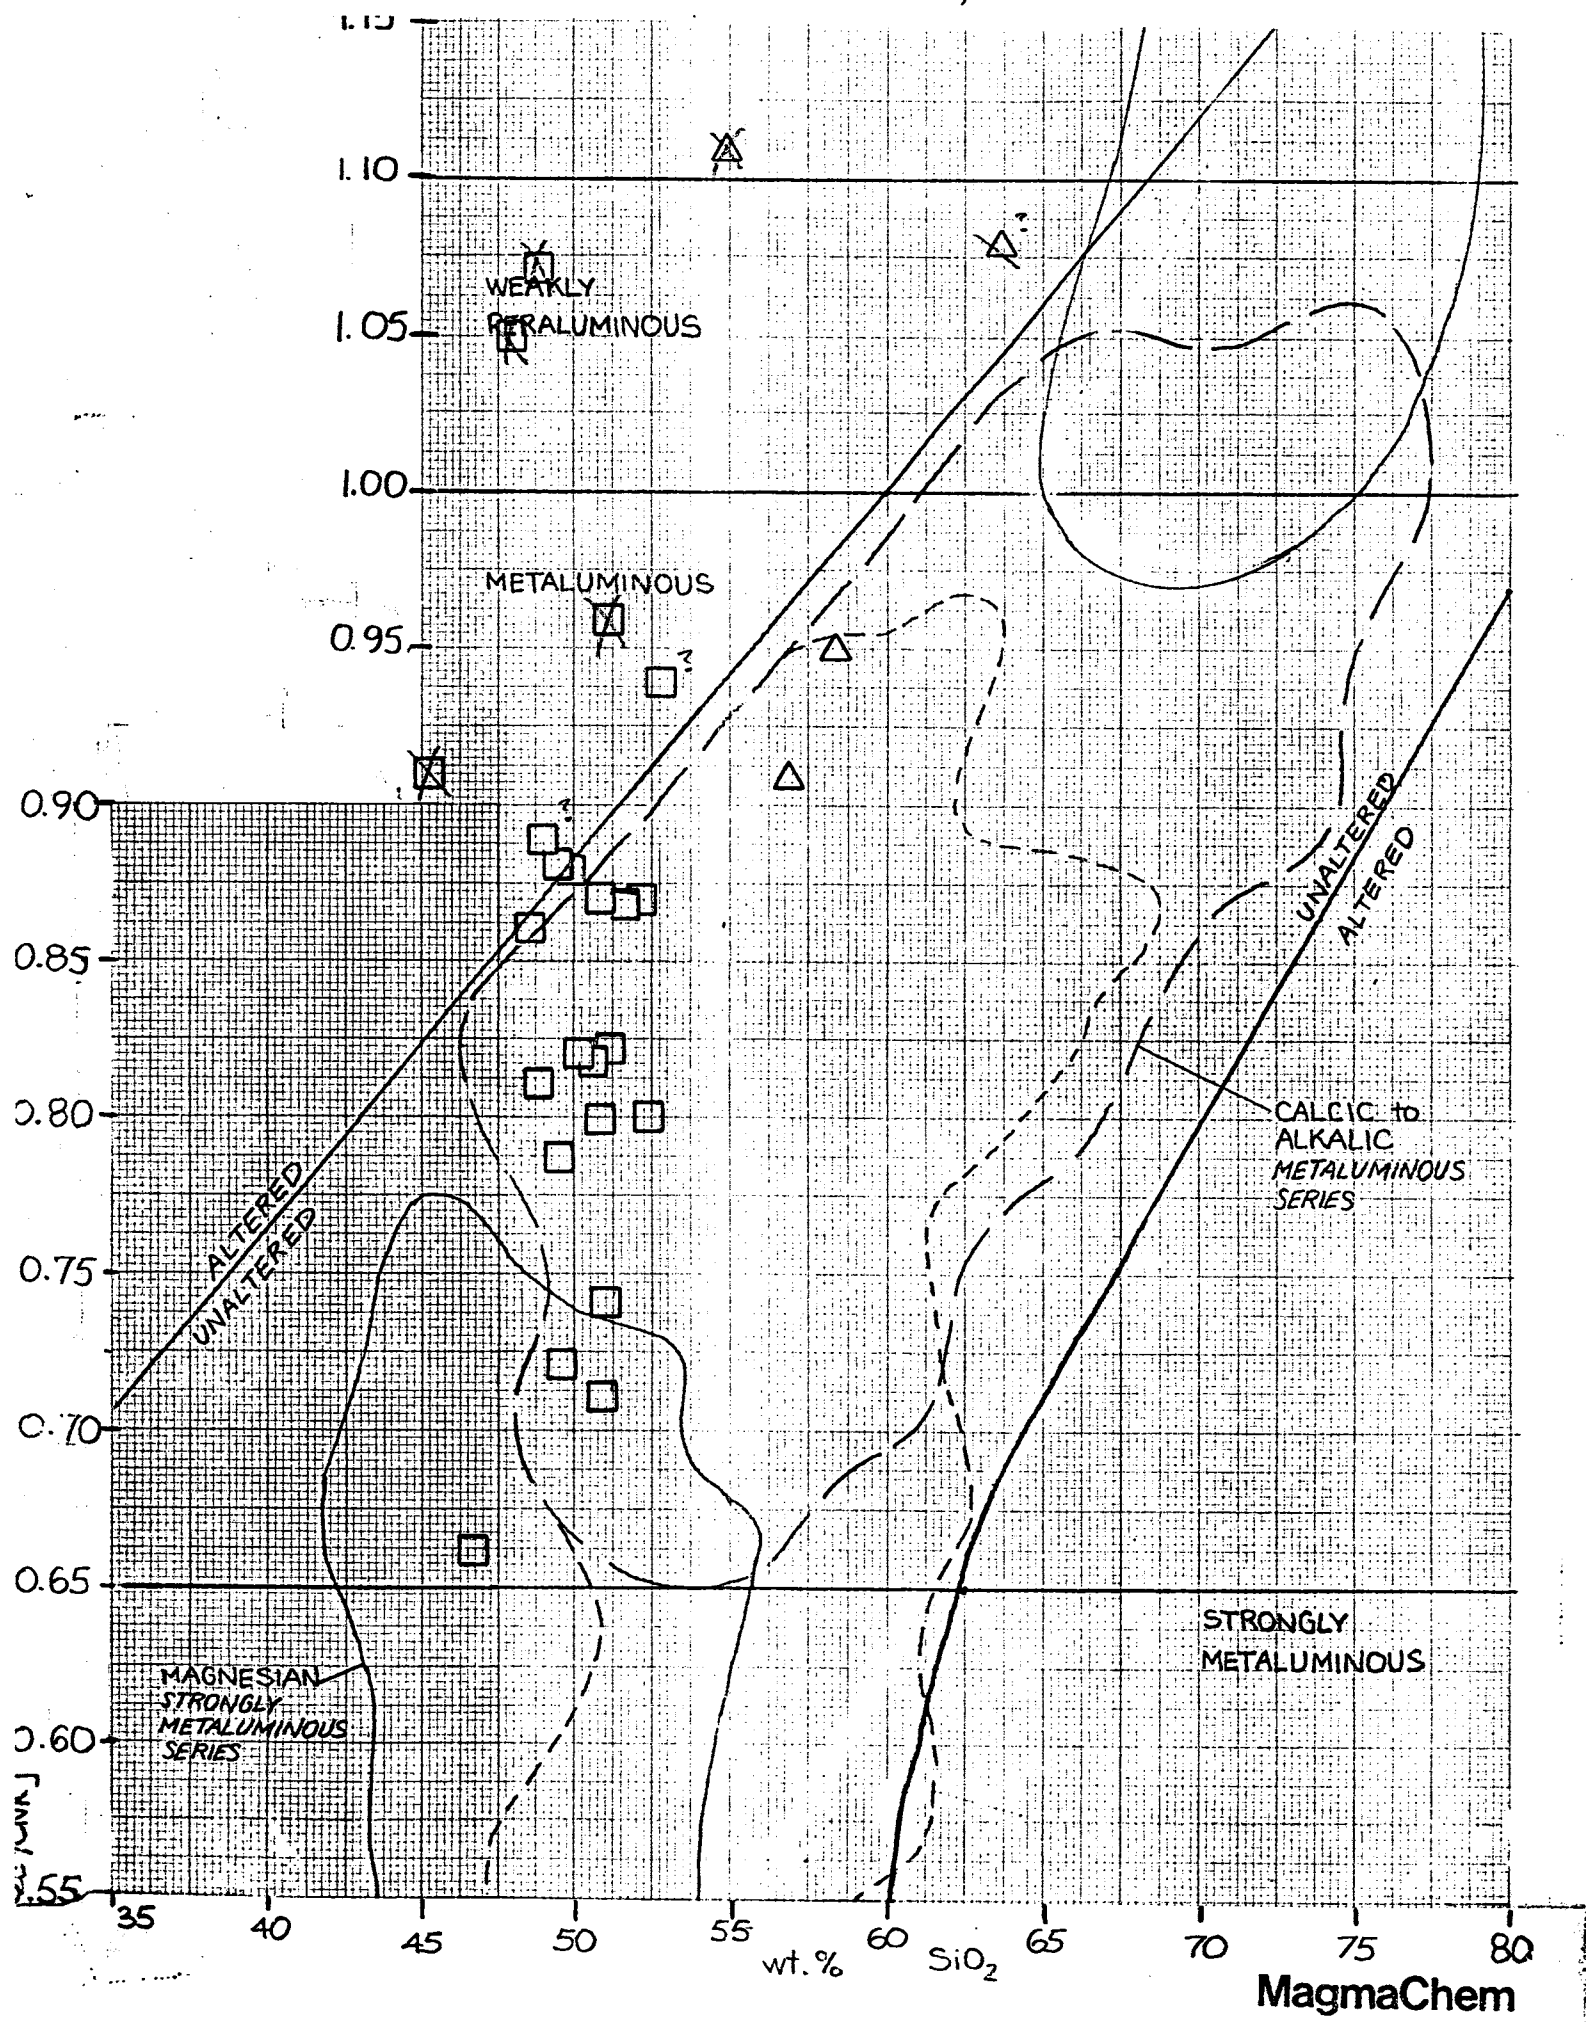 1.15
1.10
?
WEAKLY
PERALUMINOUS
1.05
1.00
METALUMINOUS
0.95
?
0.90
?
UNALTERED
ALTERED
0.85
0.80
CALCIC to
ALKALIC
METALUMINOUS
SERIES
ALTERED
UNALTERED
0.75
0.70
0.65
STRONGLY
METALUMINOUS
MAGNESIAN
STRONGLY
METALUMINOUS
SERIES
0.60
.55
35 40 45 50 55 60 65 70 75 80
wt.% SiO₂
MagmaChem